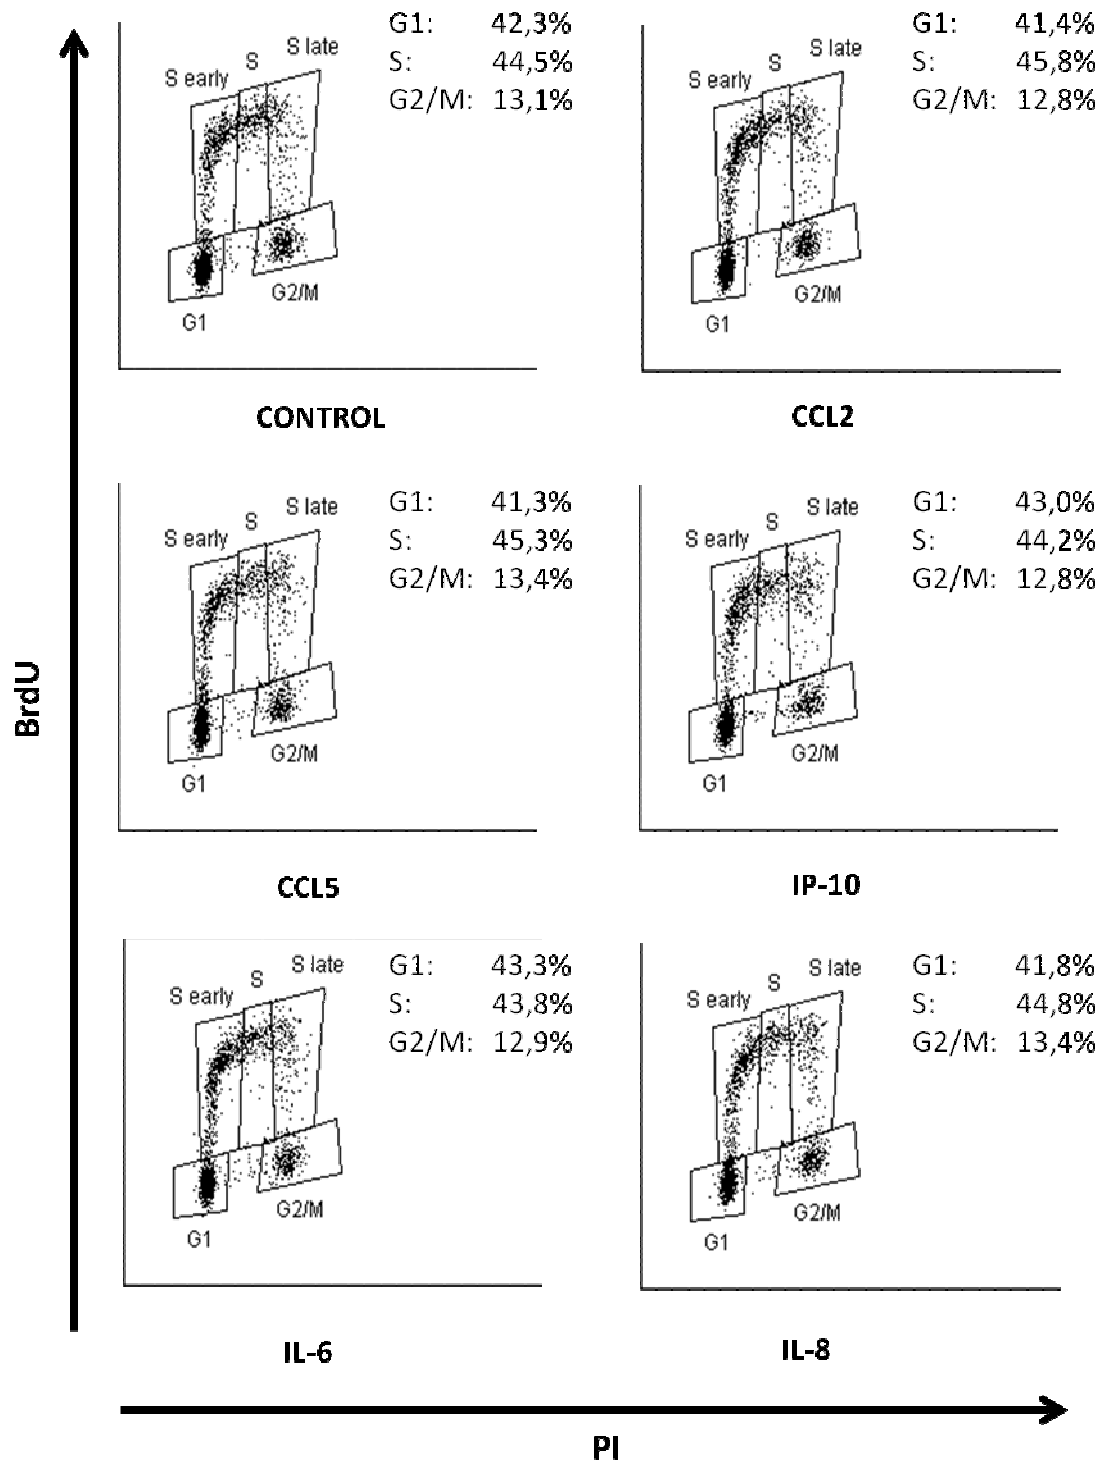 BrdU
S early
S
S late
G1: 42,3%
S: 44,5%
G2/M: 13,1%
G2/M
G1
CONTROL
S early
S
S late
G1: 41,4%
S: 45,8%
G2/M: 12,8%
G2/M
G1
CCL2
S early
S
S late
G1: 41,3%
S: 45,3%
G2/M: 13,4%
G2/M
G1
CCL5
S early
S
S late
G1: 43,0%
S: 44,2%
G2/M: 12,8%
G2/M
G1
IP-10
S early
S
S late
G1: 43,3%
S: 43,8%
G2/M: 12,9%
G2/M
G1
IL-6
S early
S
S late
G1: 41,8%
S: 44,8%
G2/M: 13,4%
G2/M
G1
IL-8
PI